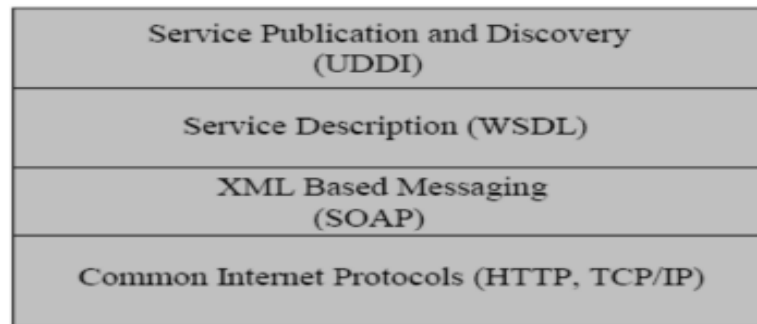 Service Publication and Discovery
(UDDI)
Service Description (WSDL)
XML Based Messaging
(SOAP)
Common Internet Protocols (HTTP, TCP/IP)